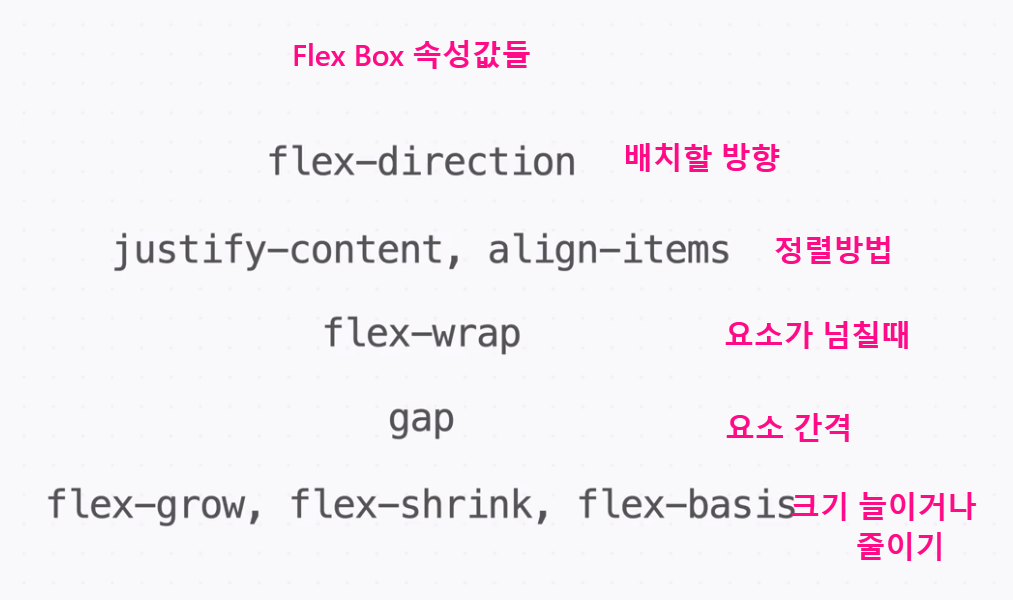 Flex Box 속성값들
flex-direction 배치할 방향
justify-content, align-items 정렬방법
flex-wrap 요소가 넘칠때
gap 요소 간격
flex-grow, flex-shrink, flex-basis 크기 늘이거나
줄이기